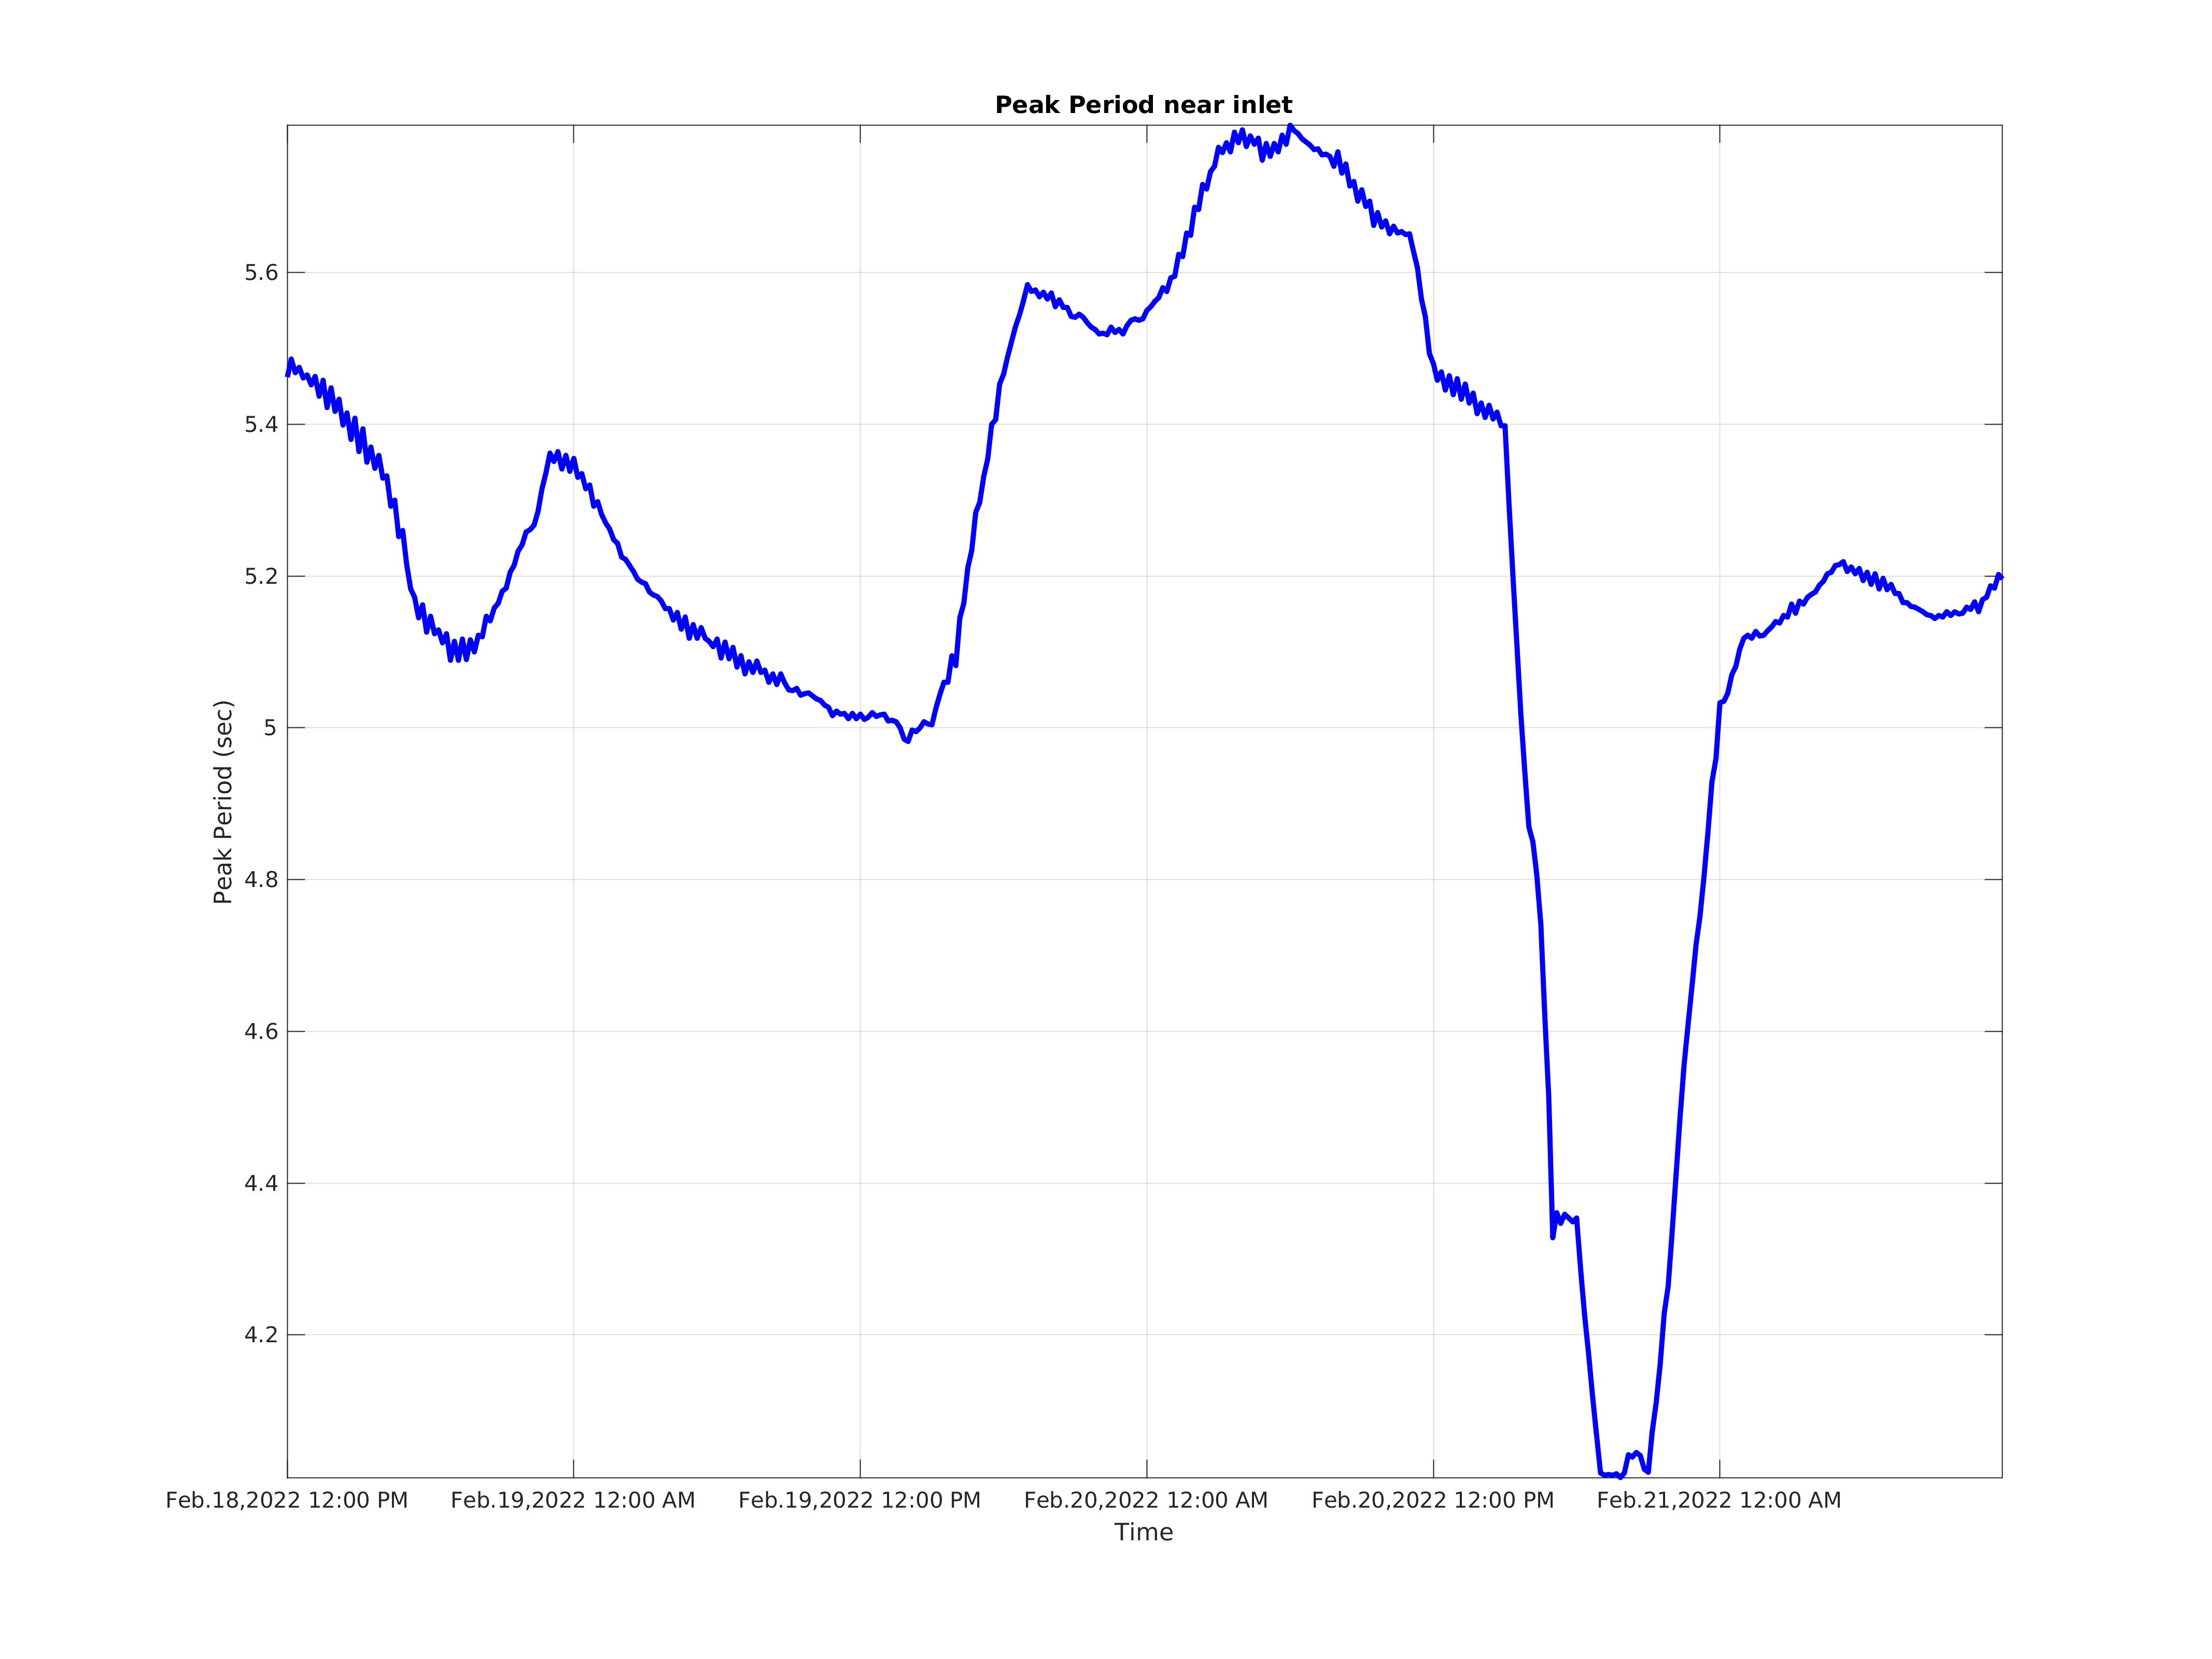 Peak Period near inlet
5.6
5.4
5.2
5
4.8
4.6
4.4
4.2
Peak Period (sec)
Feb.18,2022 12:00 PM Feb.19,2022 12:00 AM Feb.19,2022 12:00 PM Feb.20,2022 12:00 AM Feb.20,2022 12:00 PM Feb.21,2022 12:00 AM
Time